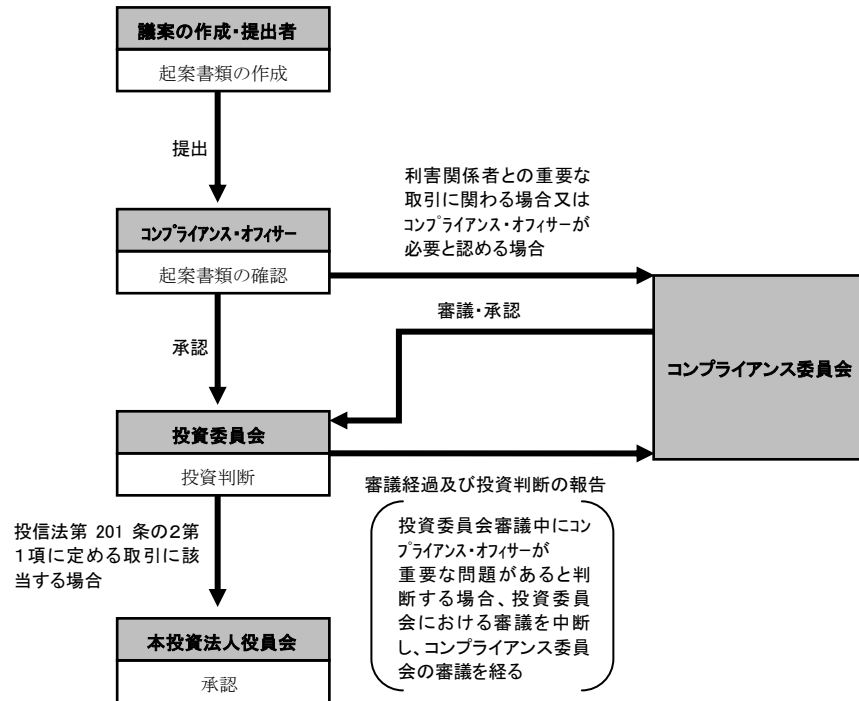 議案の作成・提出者
起案書類の作成
提出
利害関係者との重要な
取引に関わる場合又は
コンプライアンス・オフィサーが
必要と認める場合
コンプライアンス・オフィサー
起案書類の確認
審議・承認
承認
コンプライアンス委員会
投資委員会
投資判断
審議経過及び投資判断の報告
投信法第 201 条の2第
1項に定める取引に該
当する場合
投資委員会審議中にコン
プライアンス・オフィサーが
重要な問題があると判
断する場合、投資委員会
における審議を中断
し、コンプライアンス委員
会の審議を経る
本投資法人役員会
承認